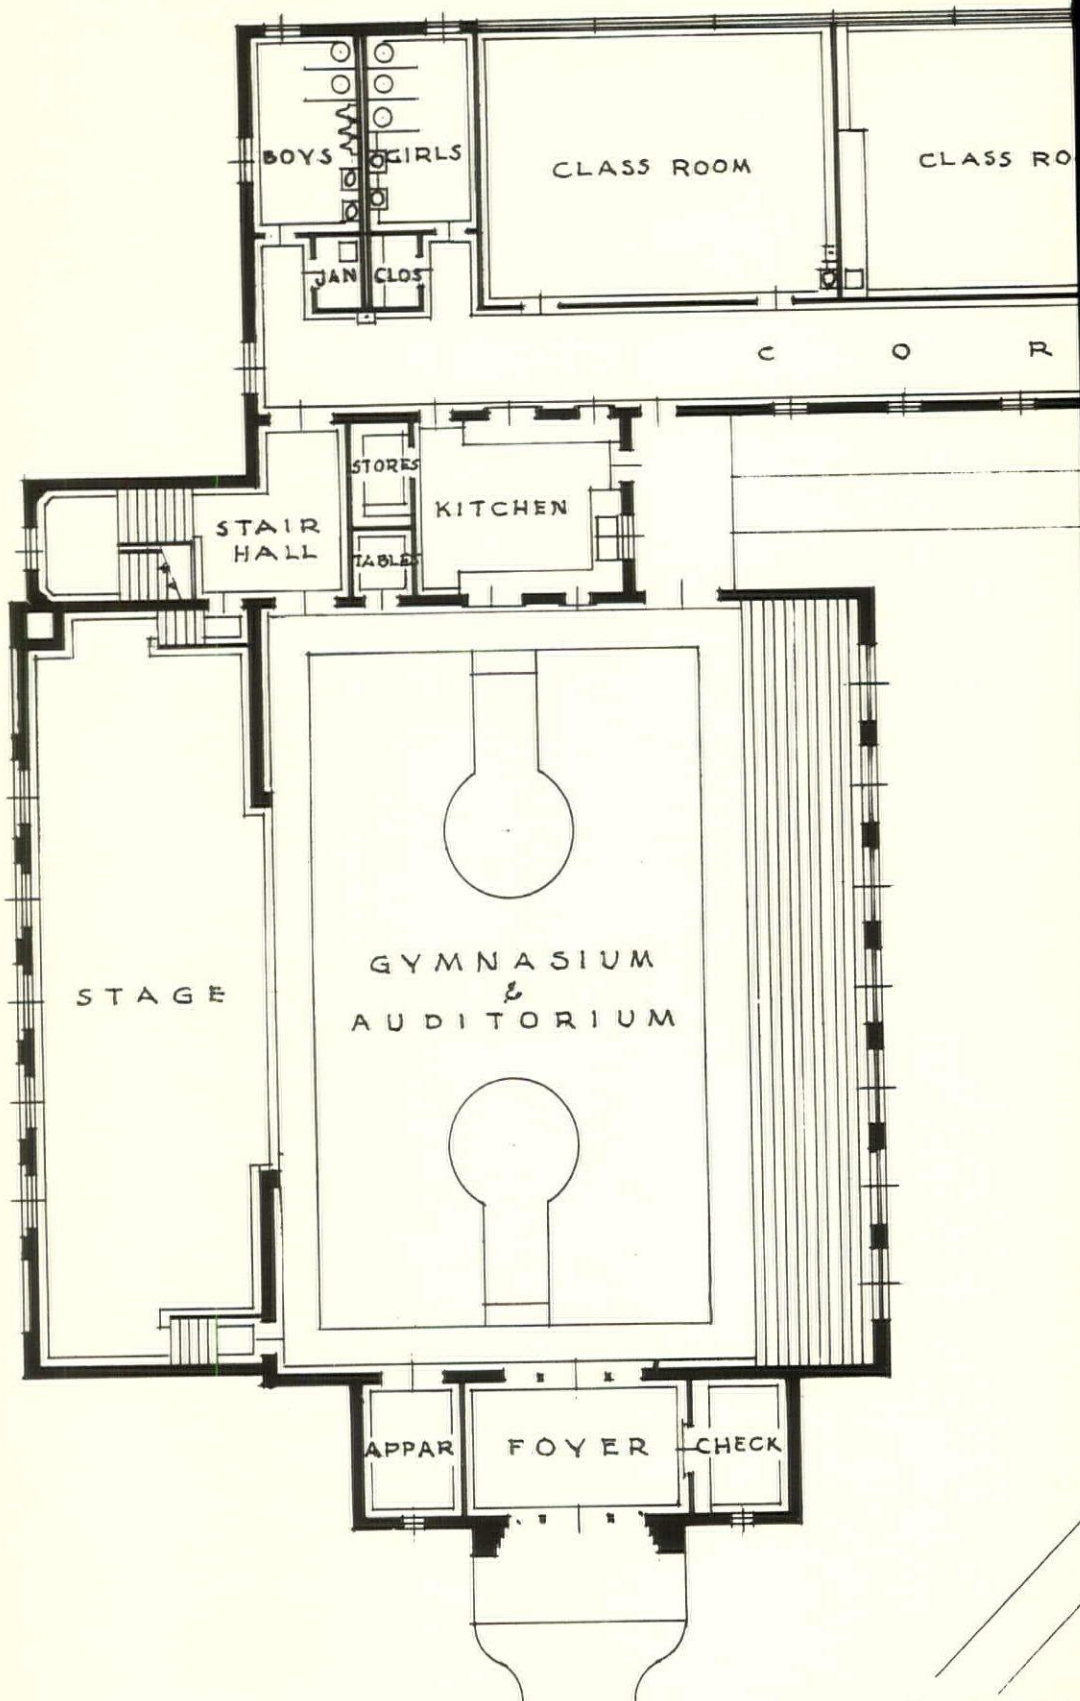 BOYS
GIRLS
CLASS ROOM
CLASS RO
JAN CLOS
C O R
STORES
KITCHEN
STAIR
HALL
TABLES
STAGE
GYMNASIUM
&
AUDITORIUM
APPAR
FOYER
CHECK